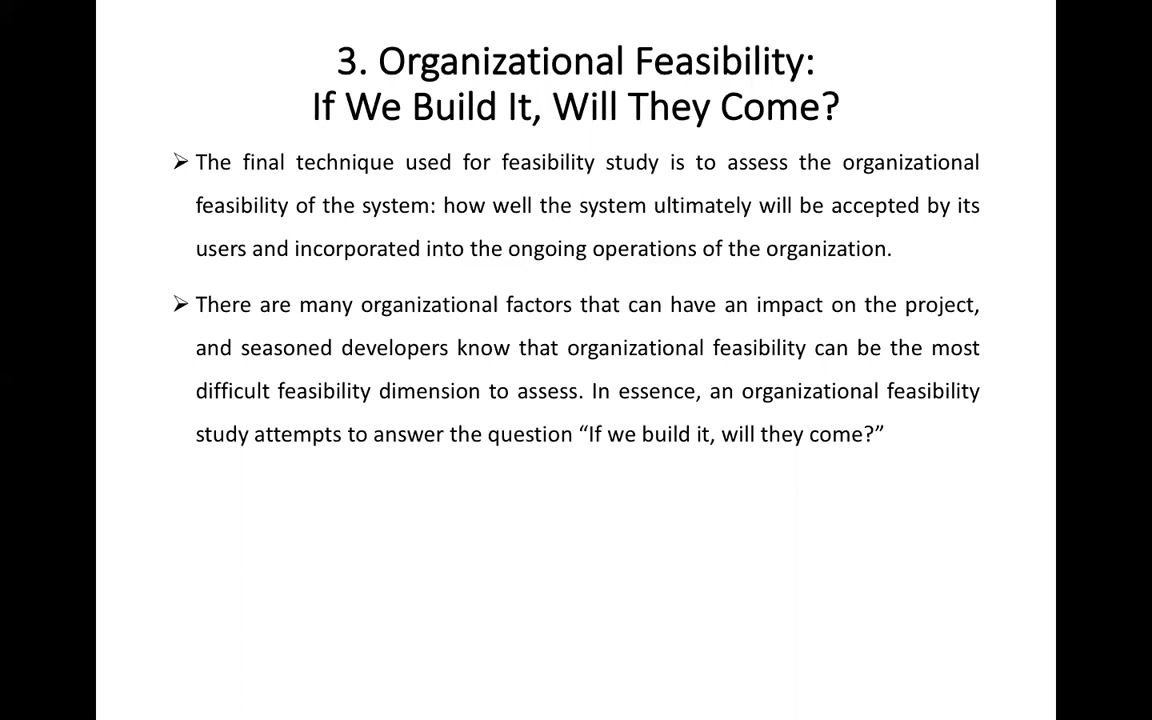 3. Organizational Feasibility:
If We Build It, Will They Come?
➢ The final technique used for feasibility study is to assess the organizational
feasibility of the system: how well the system ultimately will be accepted by its
users and incorporated into the ongoing operations of the organization.
➢ There are many organizational factors that can have an impact on the project,
and seasoned developers know that organizational feasibility can be the most
difficult feasibility dimension to assess. In essence, an organizational feasibility
study attempts to answer the question “If we build it, will they come?”